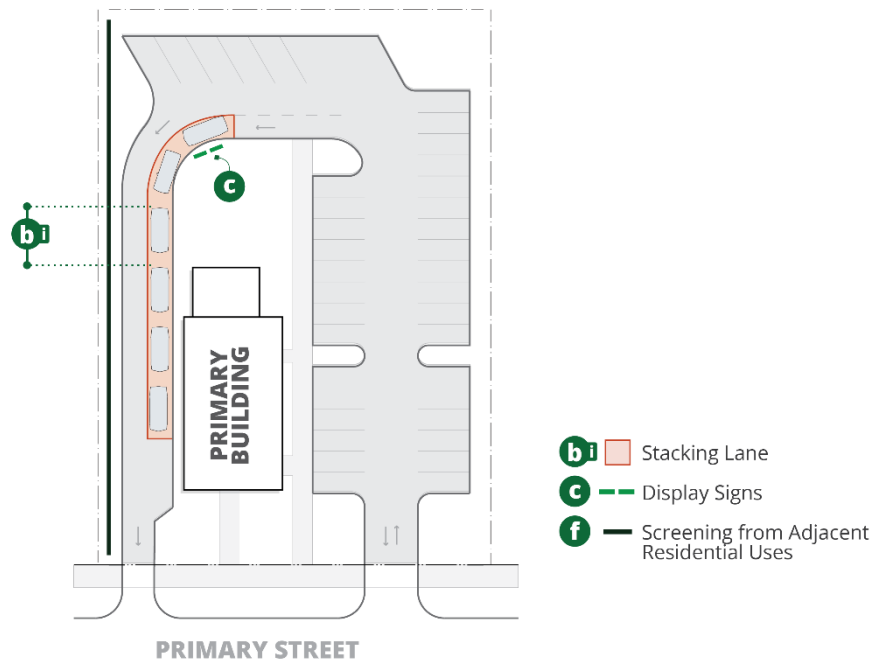 c
b i
PRIMARY
BUILDING
b i Stacking Lane
c Display Signs
f Screening from Adjacent
Residential Uses
PRIMARY STREET